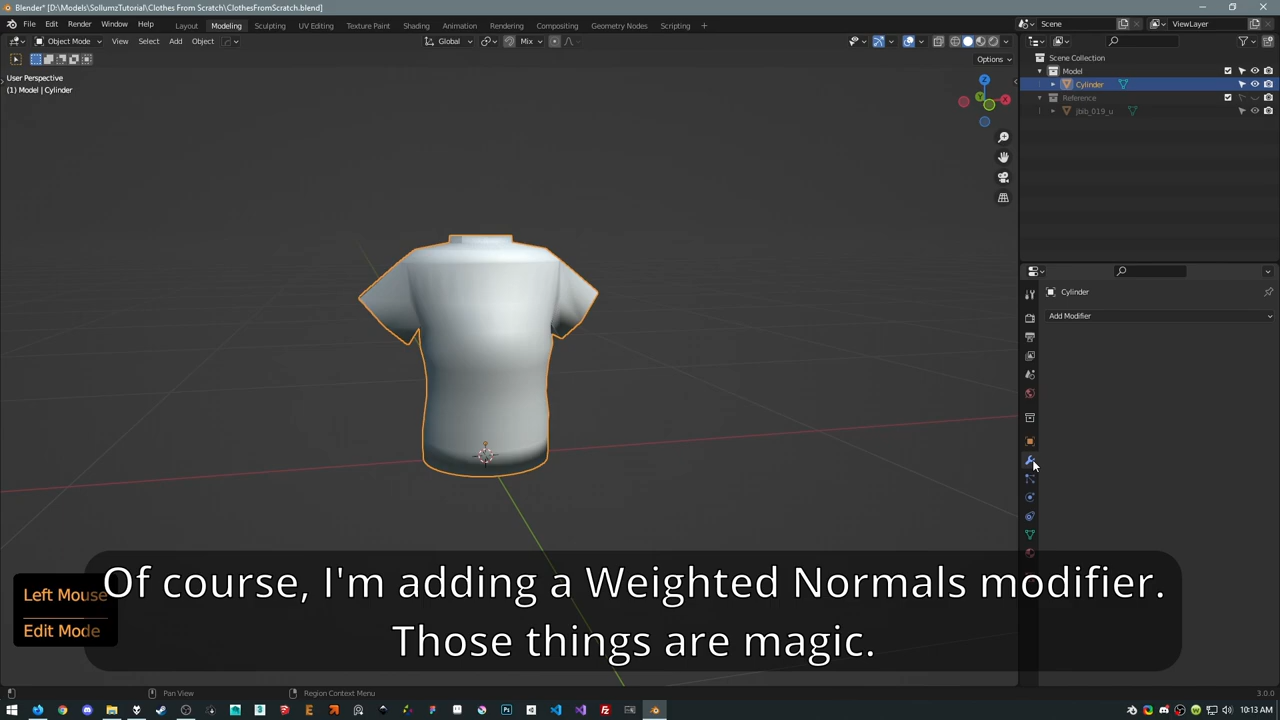 Blender* [D:\Models\SollumzTutorial\Clothes From Scratch\ClothesFromScratch.blend]
File Edit Render Window Help Layout Modeling Sculpting UV Editing Texture Paint Shading Animation Rendering Compositing Geometry Nodes Scripting + Scene ViewLayer
Object Mode View Select Add Object Global Mix
Options
User Perspective
(1) Model | Cylinder
Z
X
Y
Scene Collection
Model
Cylinder
Reference
jbib_019_u
Cylinder
Add Modifier
Left Mouse
Edit Mode
Of course, I'm adding a Weighted Normals modifier.
Those things are magic.
Pan View Region Context Menu
3.0.0
10:13 AM